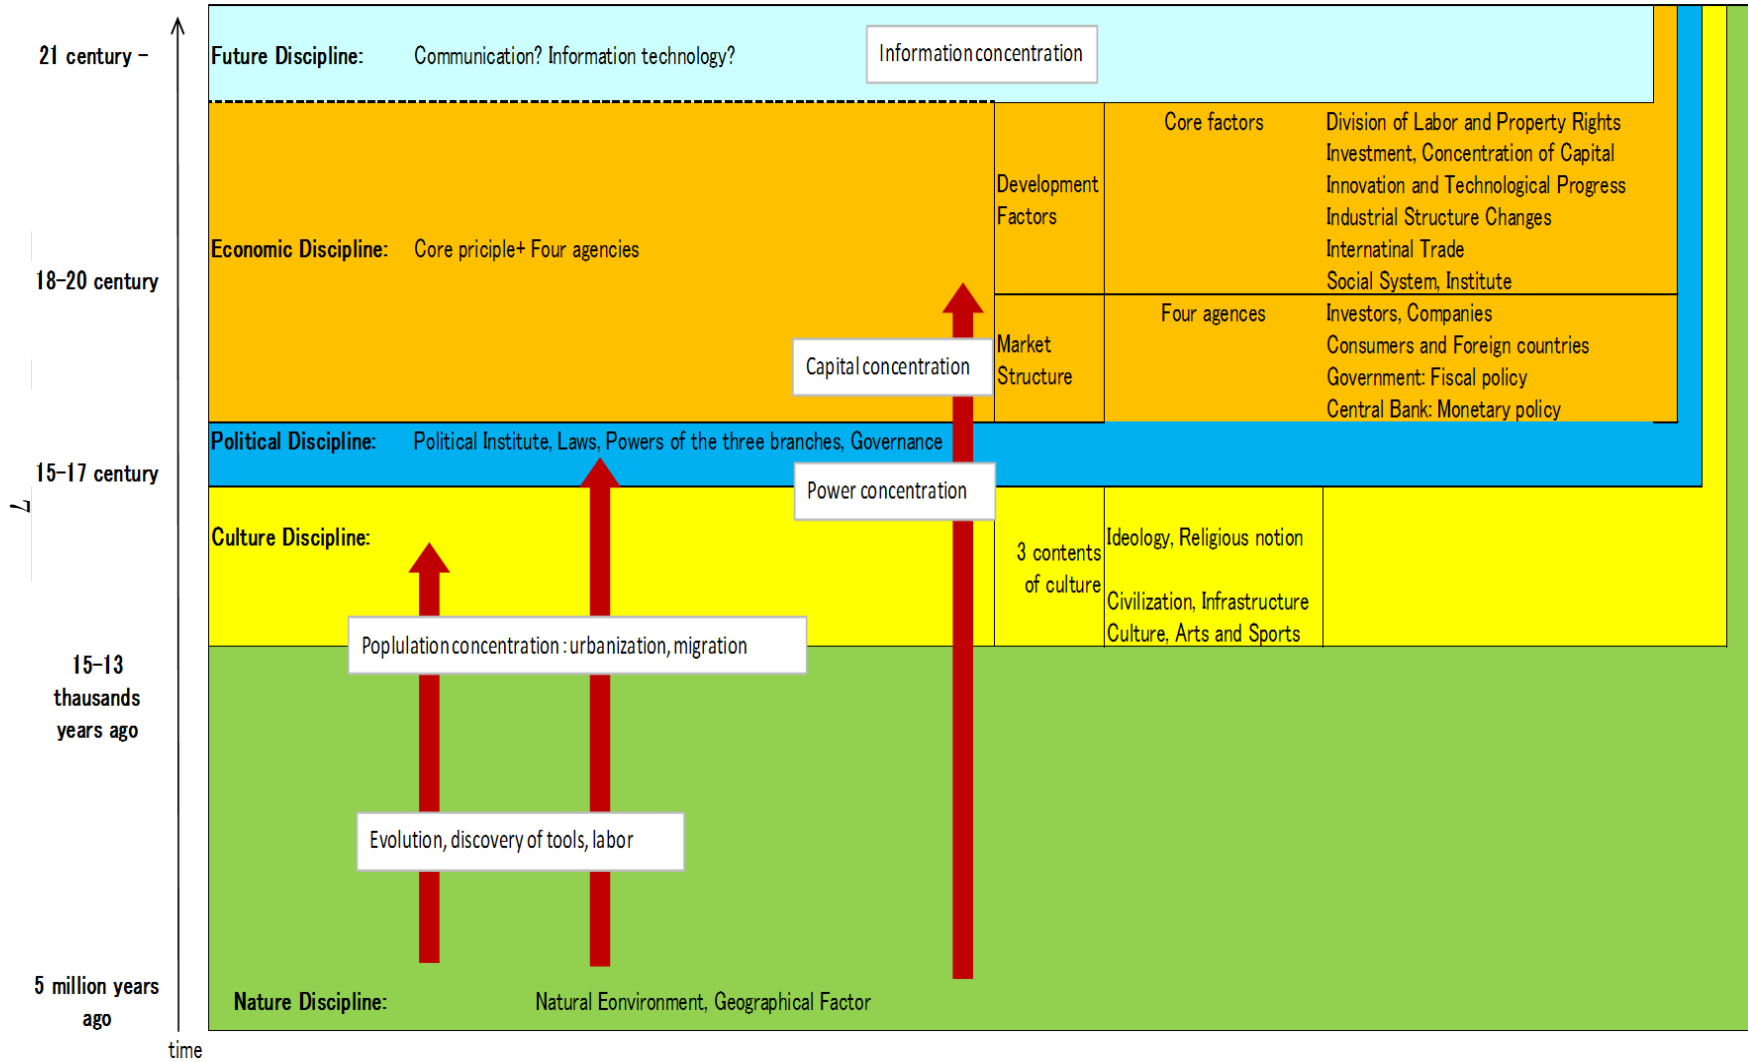 21 century –
Future Discipline: Communication? Information technology?
Information concentration
Core factors
Division of Labor and Property Rights
Investment, Concentration of Capital
Development
Factors
Innovation and Technological Progress
Industrial Structure Changes
Economic Discipline: Core priciple+ Four agencies
Internatinal Trade
18-20 century
Social System, Institute
Four agences
Investors, Companies
Market
Structure
Consumers and Foreign countries
Capital concentration
Government: Fiscal policy
Central Bank: Monetary policy
Political Discipline: Political Institute, Laws, Powers of the three branches, Governance
15-17 century
Power concentration
Culture Discipline:
3 contents
of culture
Ideology, Religious notion
Civilization, Infrastructure
Culture, Arts and Sports
Poplulation concentration : urbanization, migration
15-13
thausands
years ago
Evolution, discovery of tools, labor
5 million years
ago
Nature Discipline: Natural Eonvironment, Geographical Factor
time